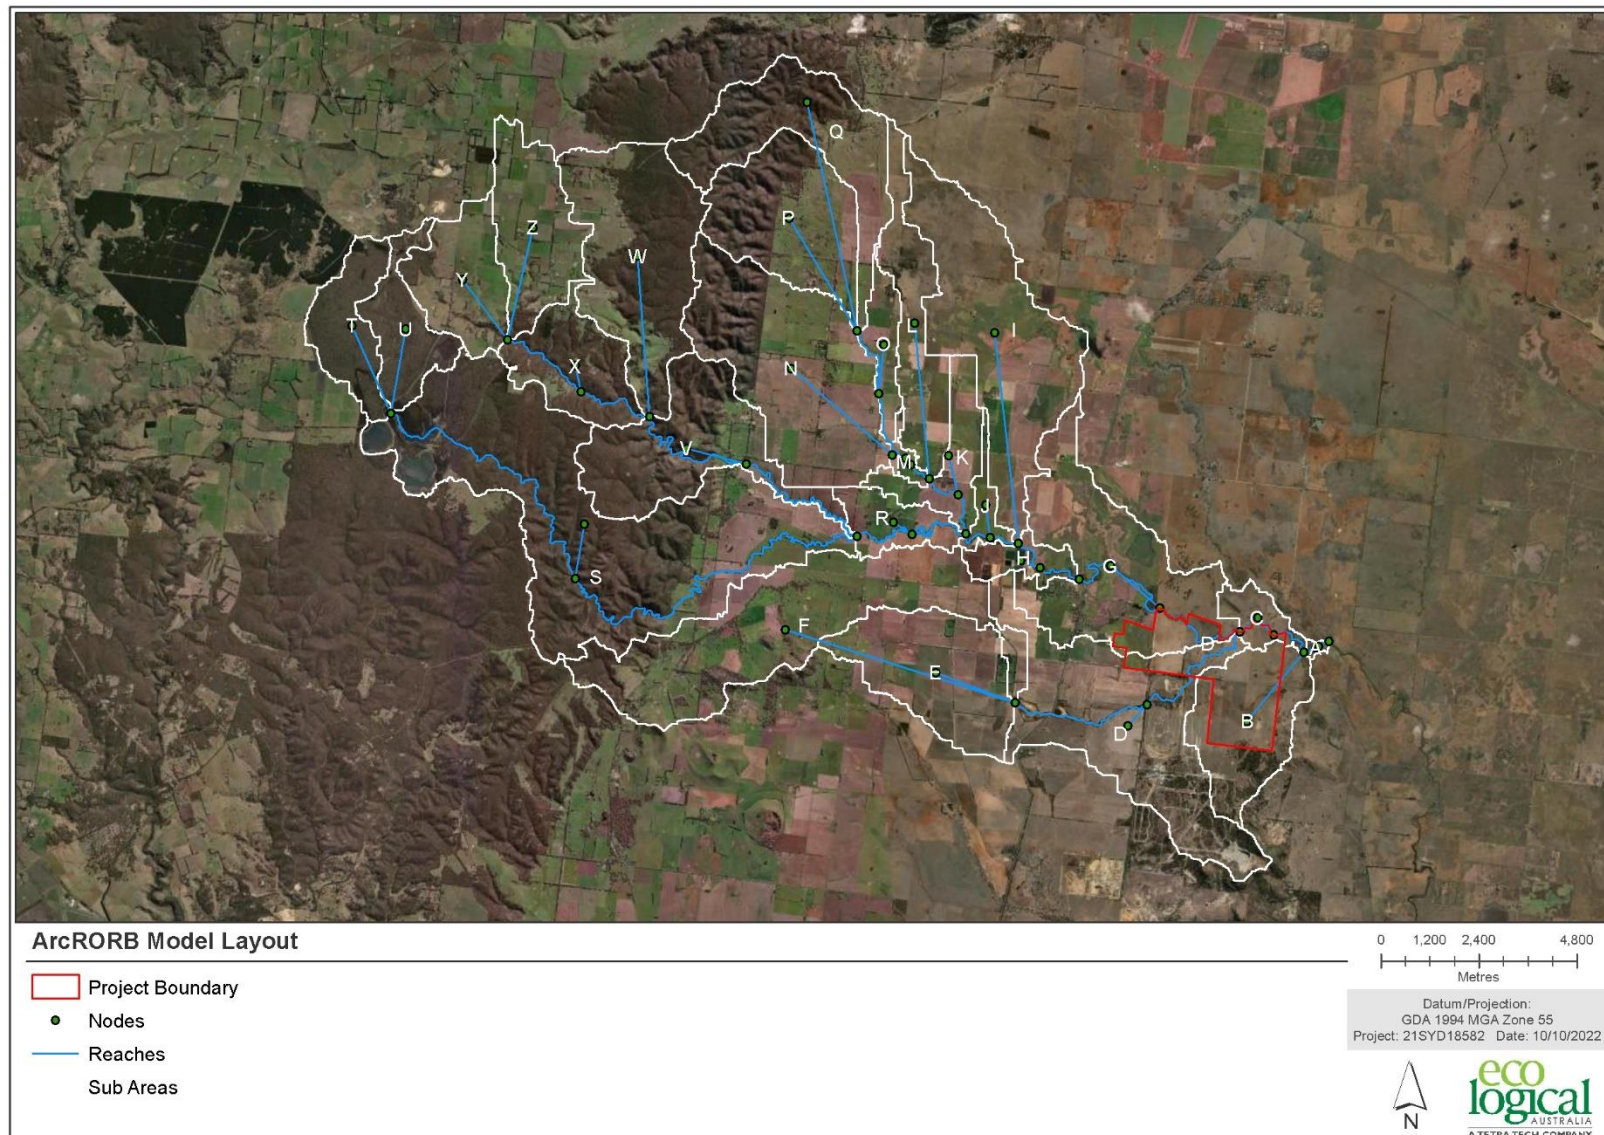 Q
Z
P
W
Y
T
U
L
I
O
X
N
V
M
K
J
R
H
G
S
C
F
D
A
E
B
D
ArcRORB Model Layout
Project Boundary
Nodes
Reaches
Sub Areas
0 1,200 2,400 4,800
Metres
Datum/Projection:
GDA 1994 MGA Zone 55
Project: 21SYD18582 Date: 10/10/2022
N
eco
logical
AUSTRALIA
A TETRA TECH COMPANY